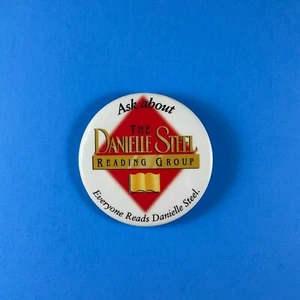 Ask about
THE
DANIELLE STEEL
READING GROUP
Everyone Reads Danielle Steel.